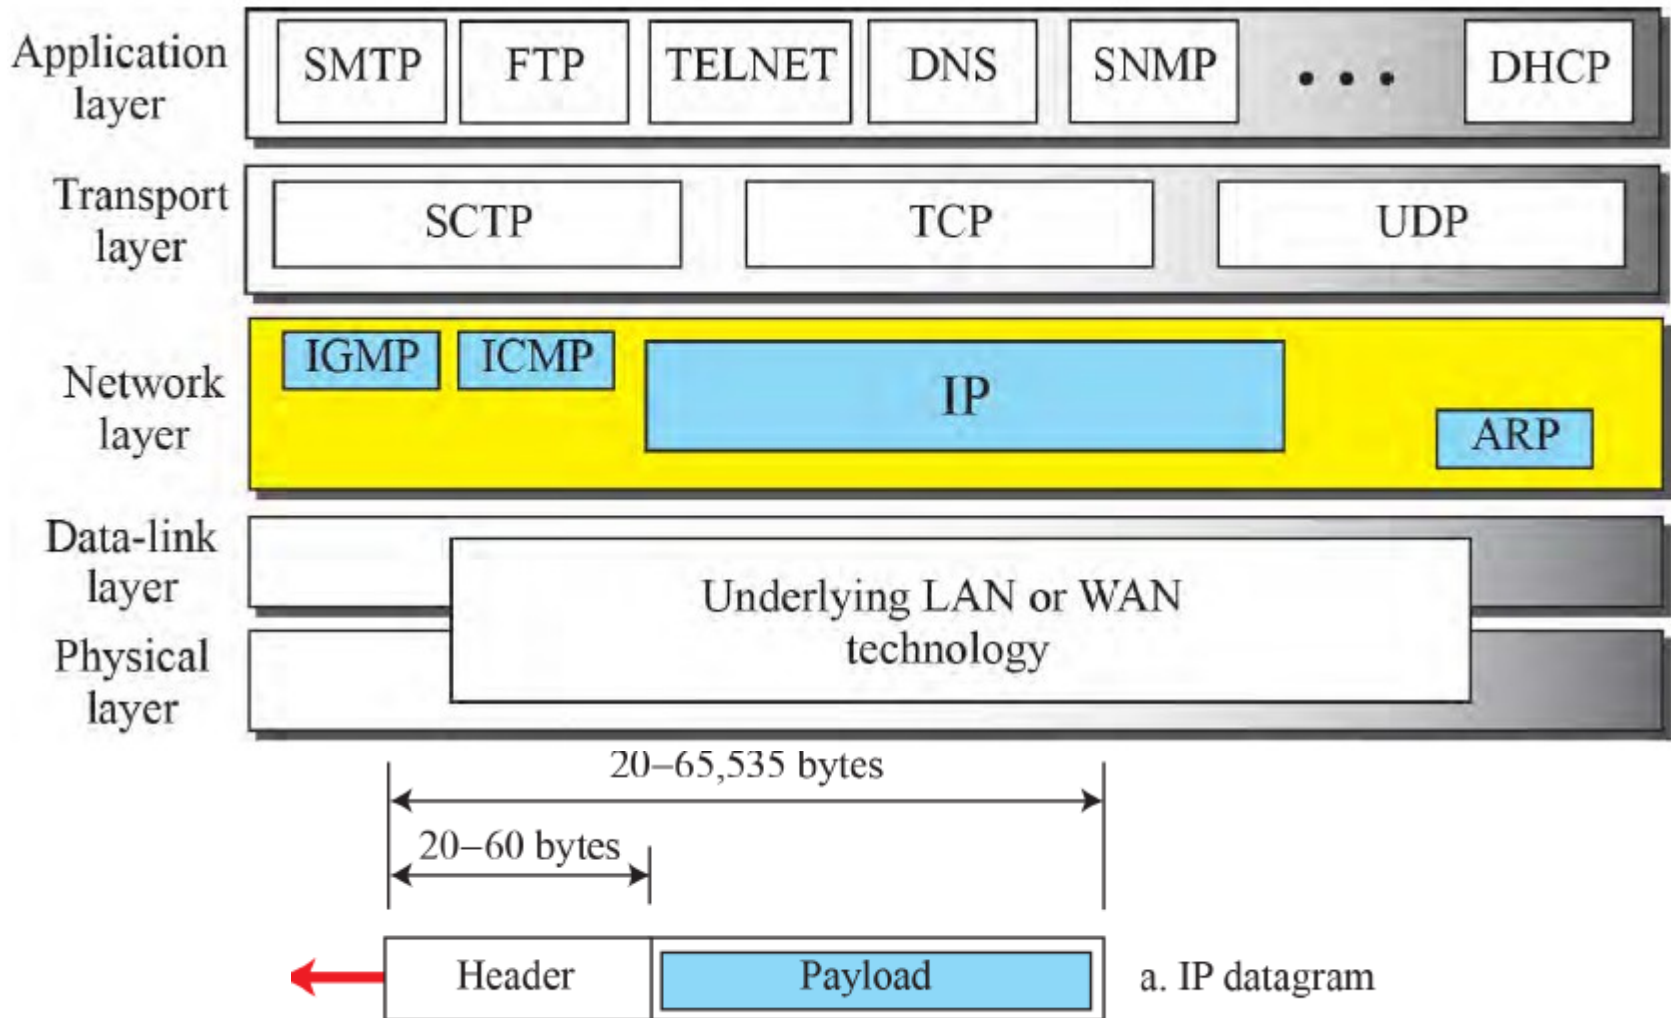 Application
layer
SMTP
FTP
TELNET
DNS
SNMP
• • •
DHCP
Transport
layer
SCTP
TCP
UDP
Network
layer
IGMP
ICMP
IP
ARP
Data-link
layer
Physical
layer
Underlying LAN or WAN
technology
20–65,535 bytes
20–60 bytes
Header
Payload
a. IP datagram